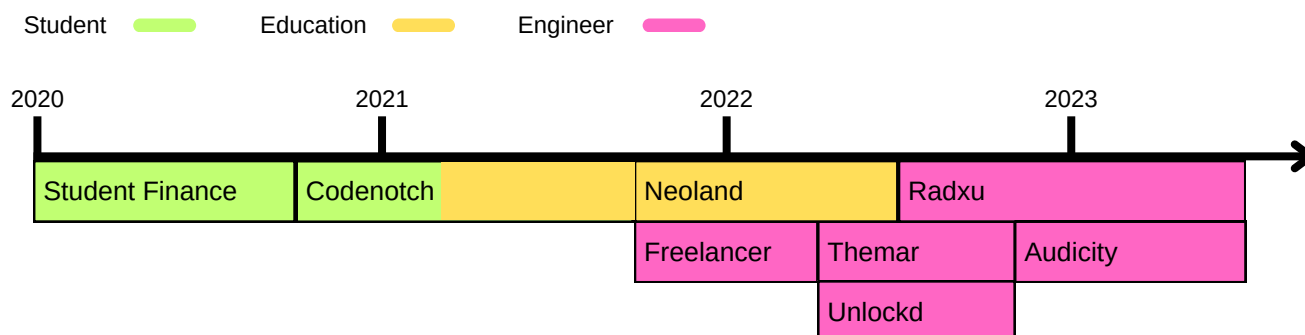 Student Education Engineer
2020 2021 2022 2023
Student Finance Codenotch Neoland Radxu
Freelancer Themar Audicity
Unlockd